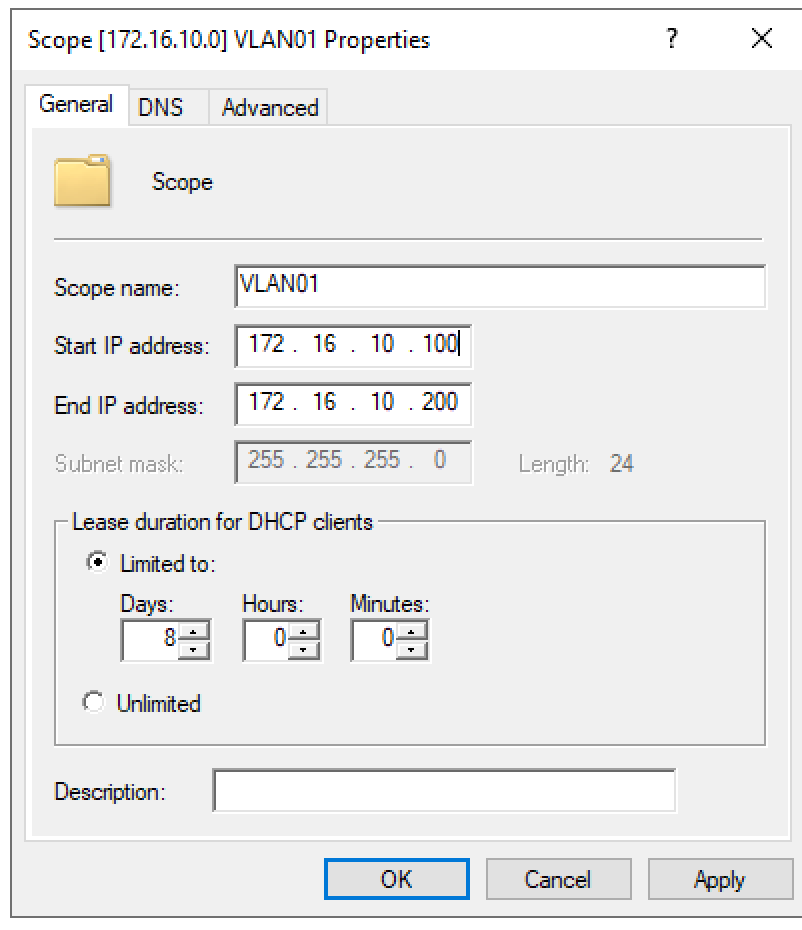 Scope [172.16.10.0] VLAN01 Properties ? X
General DNS Advanced
Scope
Scope name: VLAN01
Start IP address: 172 . 16 . 10 . 100
End IP address: 172 . 16 . 10 . 200
Subnet mask: 255 . 255 . 255 . 0 Length: 24
Lease duration for DHCP clients
Limited to:
Days: Hours: Minutes:
8 0 0
Unlimited
Description:
OK Cancel Apply